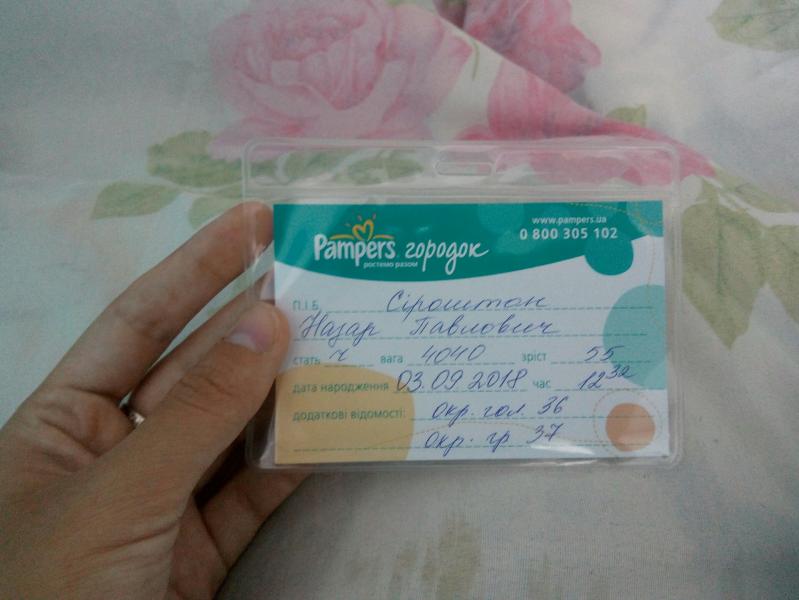 www.pampers.ua
0 800 305 102
Pampers городок
ростемо разом
П.І.Б. Сіроштан
Назар Павлович
стать ч вага 4040 зріст 55
дата народження 03.09.2018 час 12 32
додаткові відомості: окр. гол. 36
окр. гр 37